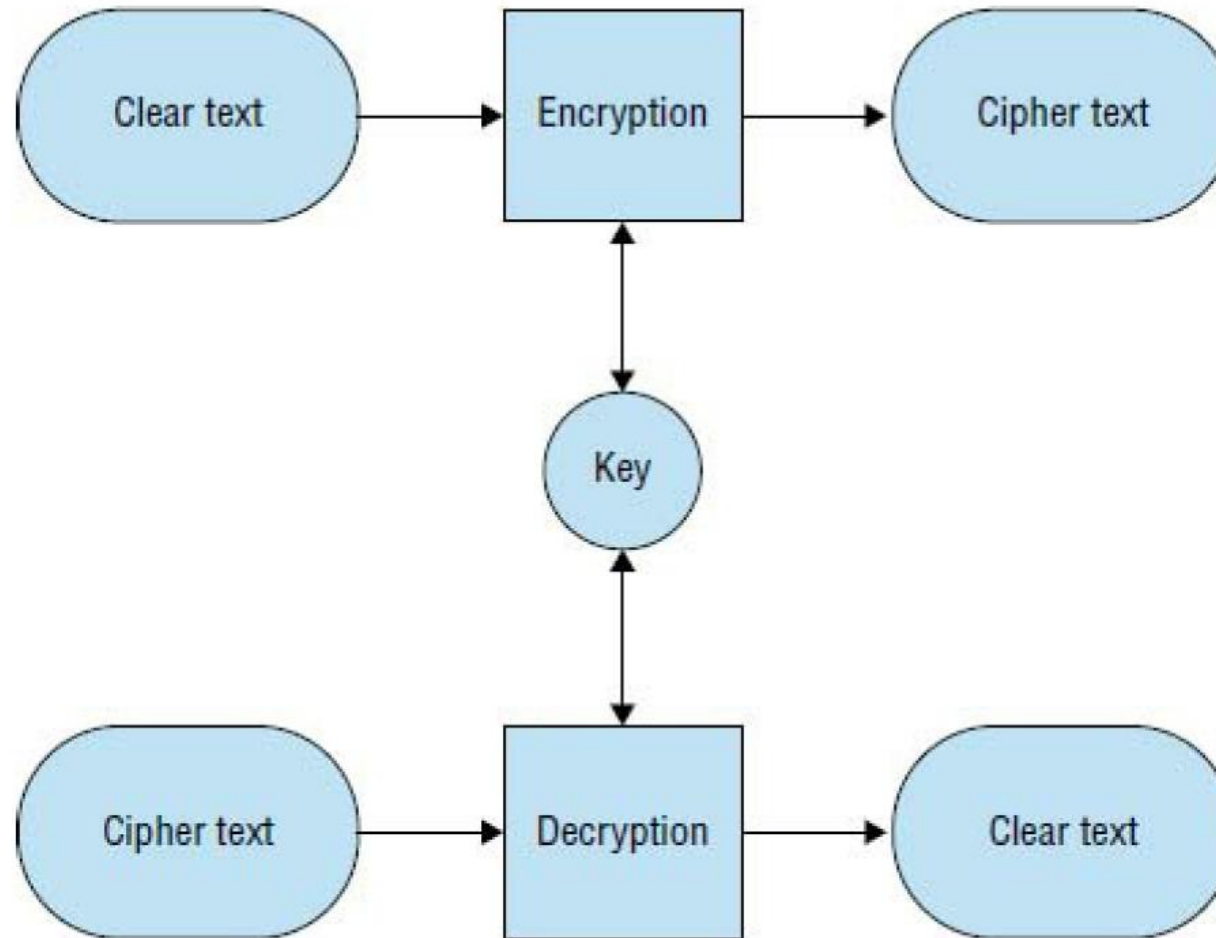 Clear text
Encryption
Cipher text
Key
Cipher text
Decryption
Clear text